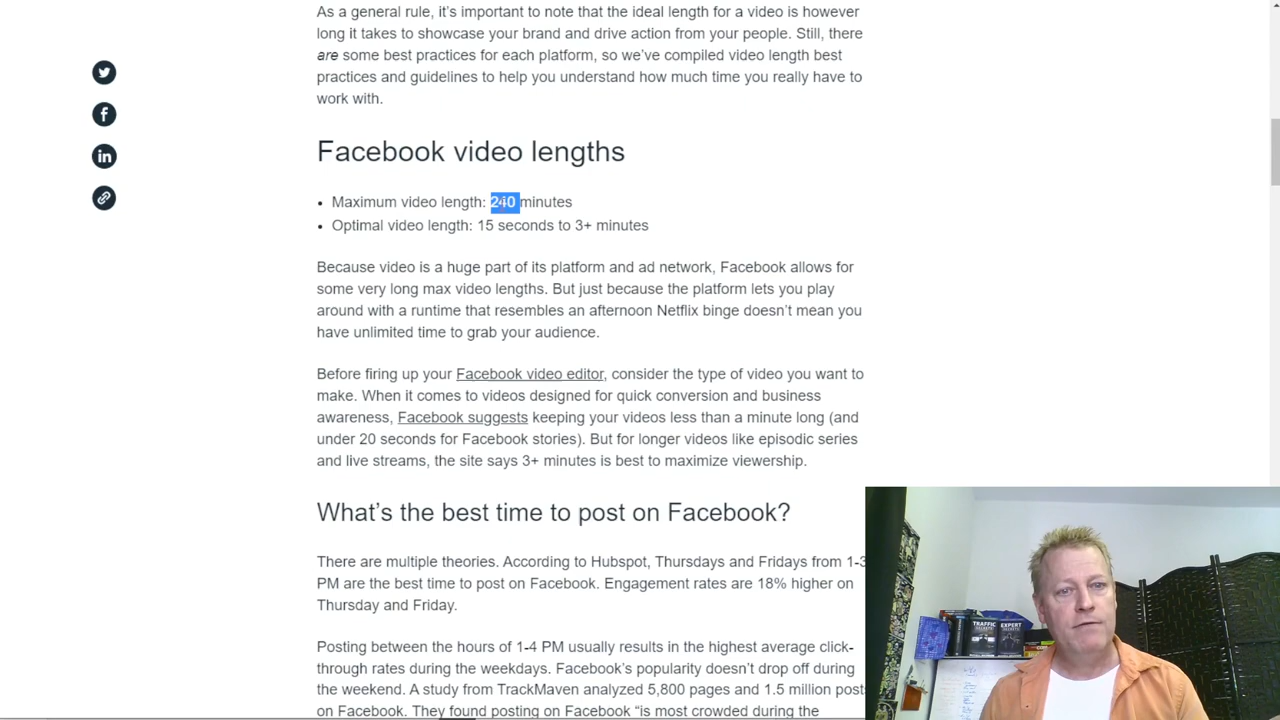 As a general rule, it’s important to note that the ideal length for a video is however
long it takes to showcase your brand and drive action from your people. Still, there
are some best practices for each platform, so we’ve compiled video length best
practices and guidelines to help you understand how much time you really have to
work with.
Facebook video lengths
• Maximum video length: 240 minutes
• Optimal video length: 15 seconds to 3+ minutes
Because video is a huge part of its platform and ad network, Facebook allows for
some very long max video lengths. But just because the platform lets you play
around with a runtime that resembles an afternoon Netflix binge doesn’t mean you
have unlimited time to grab your audience.
Before firing up your Facebook video editor, consider the type of video you want to
make. When it comes to videos designed for quick conversion and business
awareness, Facebook suggests keeping your videos less than a minute long (and
under 20 seconds for Facebook stories). But for longer videos like episodic series
and live streams, the site says 3+ minutes is best to maximize viewership.
What’s the best time to post on Facebook?
There are multiple theories. According to Hubspot, Thursdays and Fridays from 1-3
PM are the best time to post on Facebook. Engagement rates are 18% higher on
Thursday and Friday.
Posting between the hours of 1-4 PM usually results in the highest average click-
through rates during the weekdays. Facebook’s popularity doesn’t drop off during
the weekend. A study from TrackMaven analyzed 5,800 pages and 1.5 million posts
on Facebook. They found posting on Facebook “is most crowded during the
TRAFFIC
SECRETS
EXPERT
SECRETS